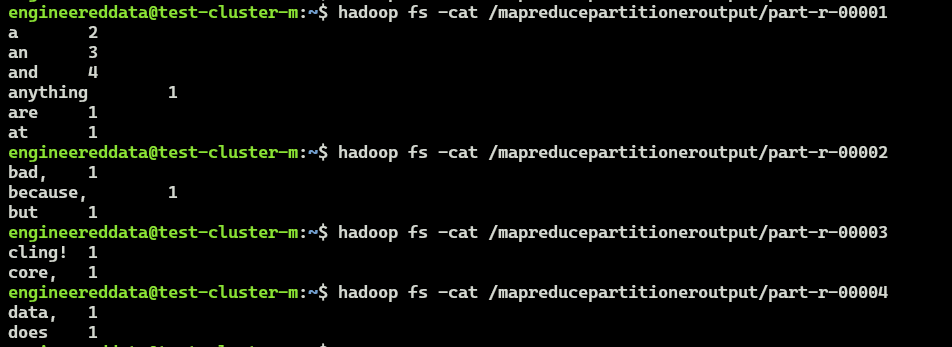 engineereddata@test-cluster-m:~$ hadoop fs -cat /mapreducepartitioneroutput/part-r-00001
a 2
an 3
and 4
anything 1
are 1
at 1
engineereddata@test-cluster-m:~$ hadoop fs -cat /mapreducepartitioneroutput/part-r-00002
bad, 1
because, 1
but 1
engineereddata@test-cluster-m:~$ hadoop fs -cat /mapreducepartitioneroutput/part-r-00003
cling! 1
core, 1
engineereddata@test-cluster-m:~$ hadoop fs -cat /mapreducepartitioneroutput/part-r-00004
data, 1
does 1